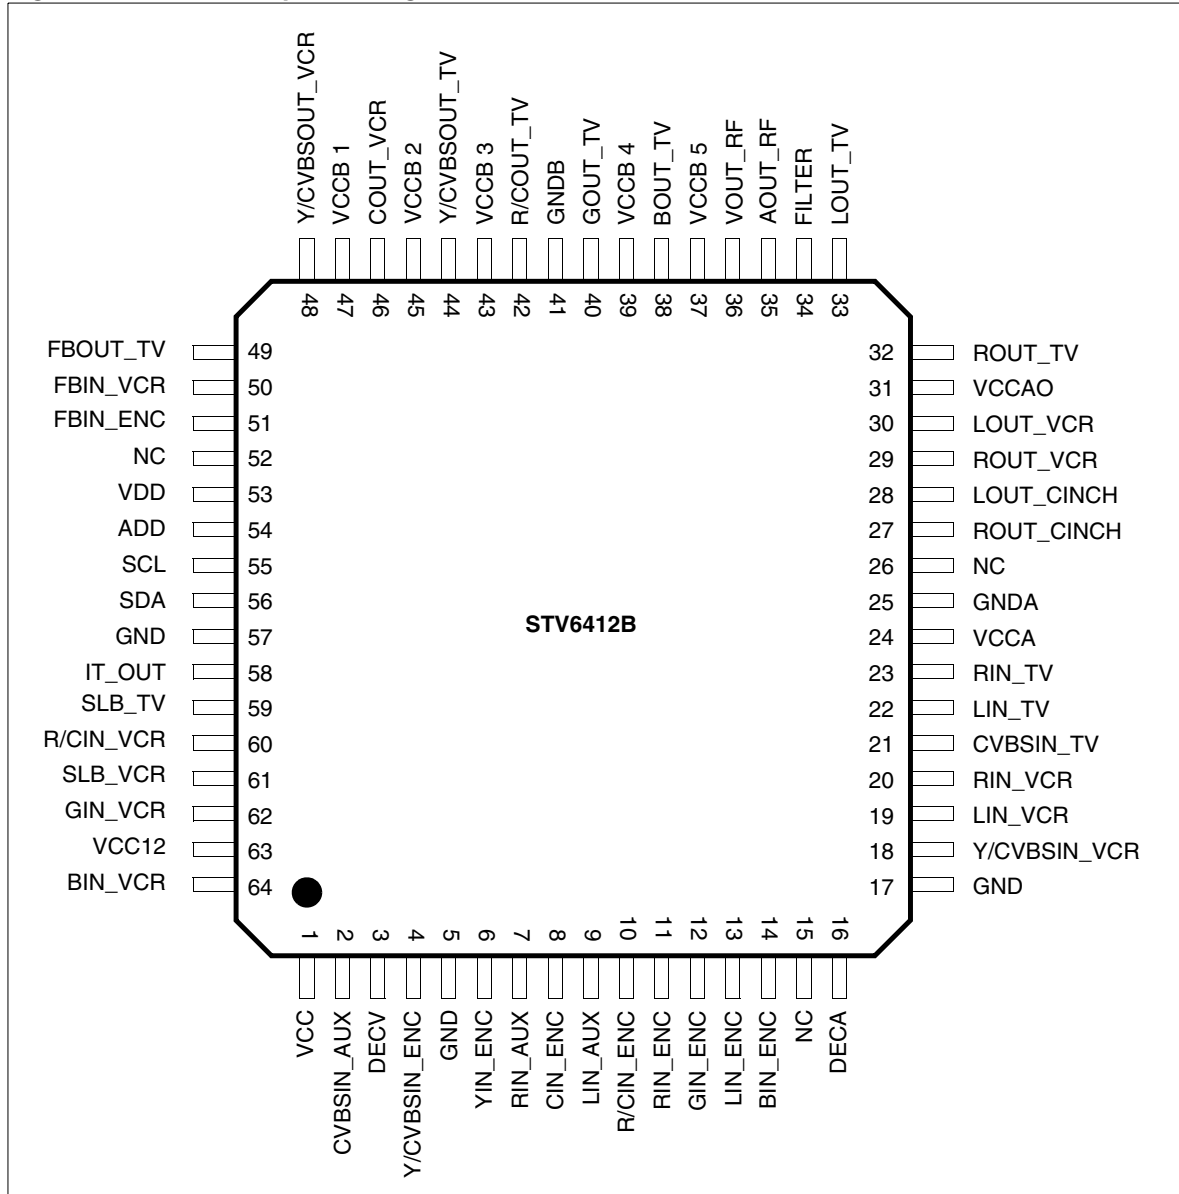 Y/CVBSOUT_VCR
VCCB 1
COUT_VCR
VCCB 2
Y/CVBSOUT_TV
VCCB 3
R/COUT_TV
GNDB
GOUT_TV
VCCB 4
BOUT_TV
VCCB 5
VOUT_RF
AOUT_RF
FILTER
LOUT_TV
48 47 46 45 44 43 42 41 40 39 38 37 36 35 34 33
FBOUT_TV 49
FBIN_VCR 50
FBIN_ENC 51
NC 52
VDD 53
ADD 54
SCL 55
SDA 56
GND 57
IT_OUT 58
SLB_TV 59
R/CIN_VCR 60
SLB_VCR 61
GIN_VCR 62
VCC12 63
BIN_VCR 64
STV6412B
32 ROUT_TV
31 VCCAO
30 LOUT_VCR
29 ROUT_VCR
28 LOUT_CINCH
27 ROUT_CINCH
26 NC
25 GNDA
24 VCCA
23 RIN_TV
22 LIN_TV
21 CVBSIN_TV
20 RIN_VCR
19 LIN_VCR
18 Y/CVBSIN_VCR
17 GND
1 2 3 4 5 6 7 8 9 10 11 12 13 14 15 16
VCC
CVBSIN_AUX
DECV
Y/CVBSIN_ENC
GND
YIN_ENC
RIN_AUX
CIN_ENC
LIN_AUX
R/CIN_ENC
RIN_ENC
GIN_ENC
LIN_ENC
BIN_ENC
NC
DECA